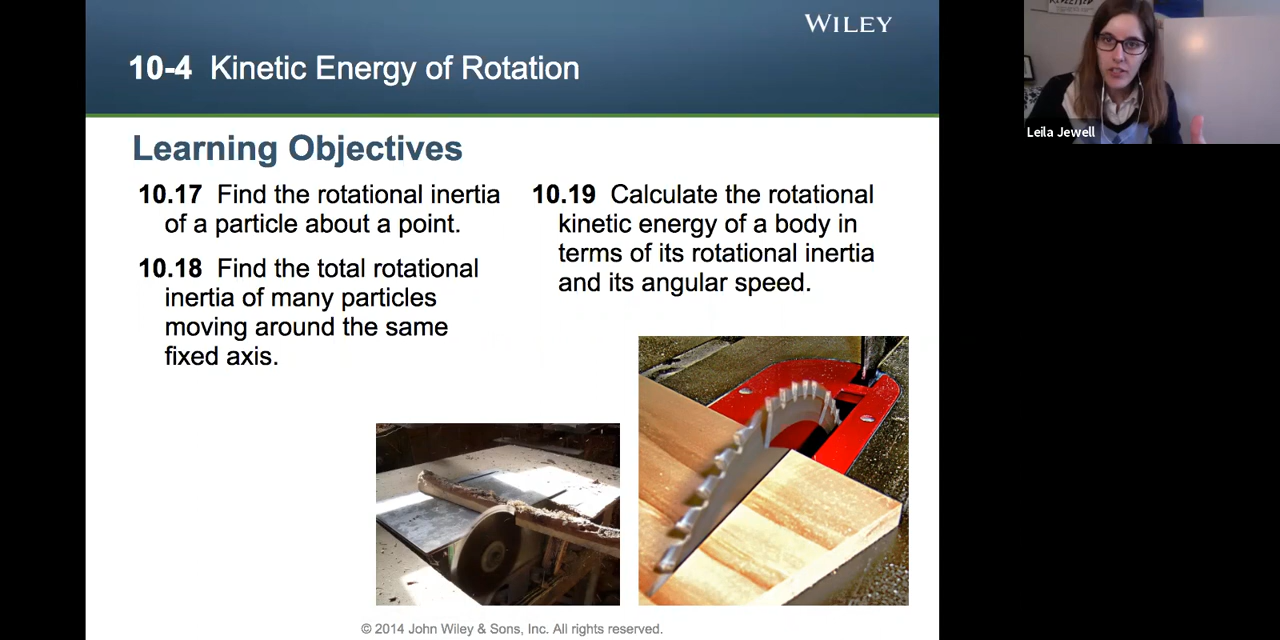 WILEY
10-4 Kinetic Energy of Rotation
Learning Objectives
10.17 Find the rotational inertia
of a particle about a point.
10.18 Find the total rotational
inertia of many particles
moving around the same
fixed axis.
10.19 Calculate the rotational
kinetic energy of a body in
terms of its rotational inertia
and its angular speed.
© 2014 John Wiley & Sons, Inc. All rights reserved.
Leila Jewell